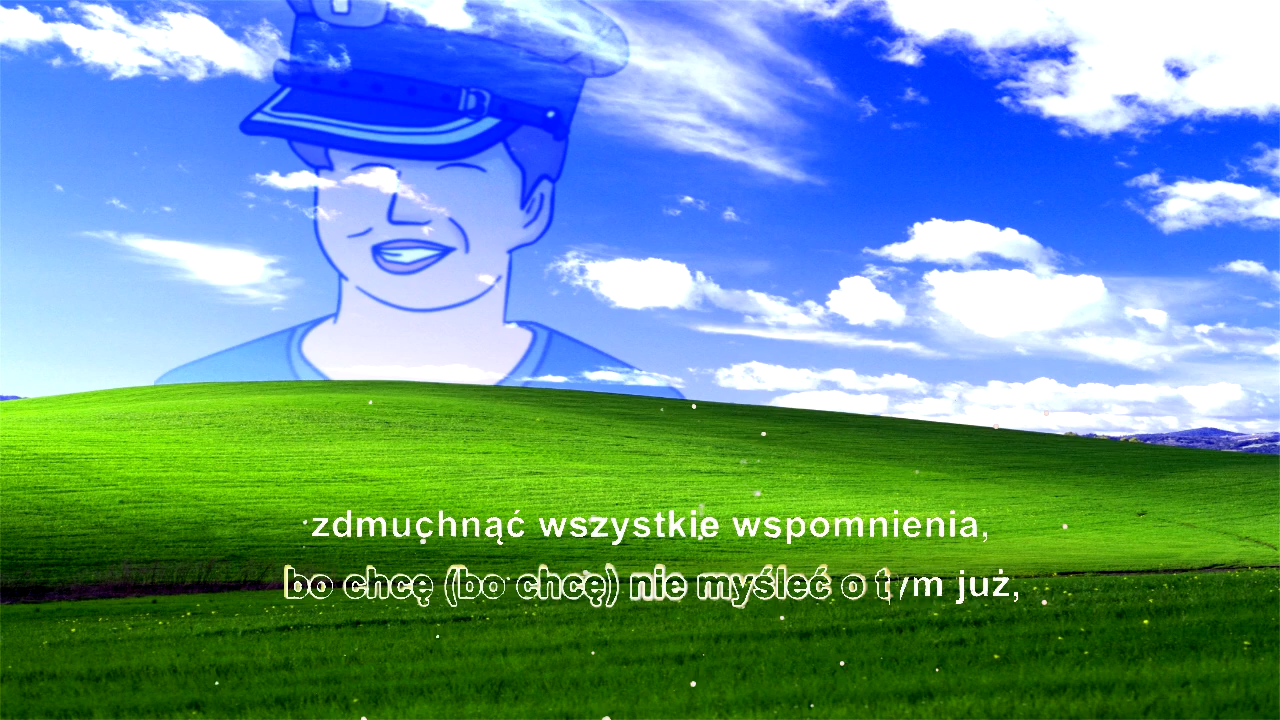 zdmuchnąć wszystkie wspomnienia,
bo chcę (bo chcę) nie myśleć o tym już,